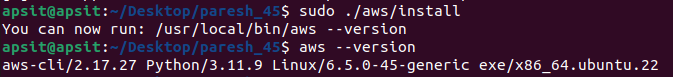 apsit@apsit:~/Desktop/paresh_45$ sudo ./aws/install
You can now run: /usr/local/bin/aws --version
apsit@apsit:~/Desktop/paresh_45$ aws --version
aws-cli/2.17.27 Python/3.11.9 Linux/6.5.0-45-generic exe/x86_64.ubuntu.22